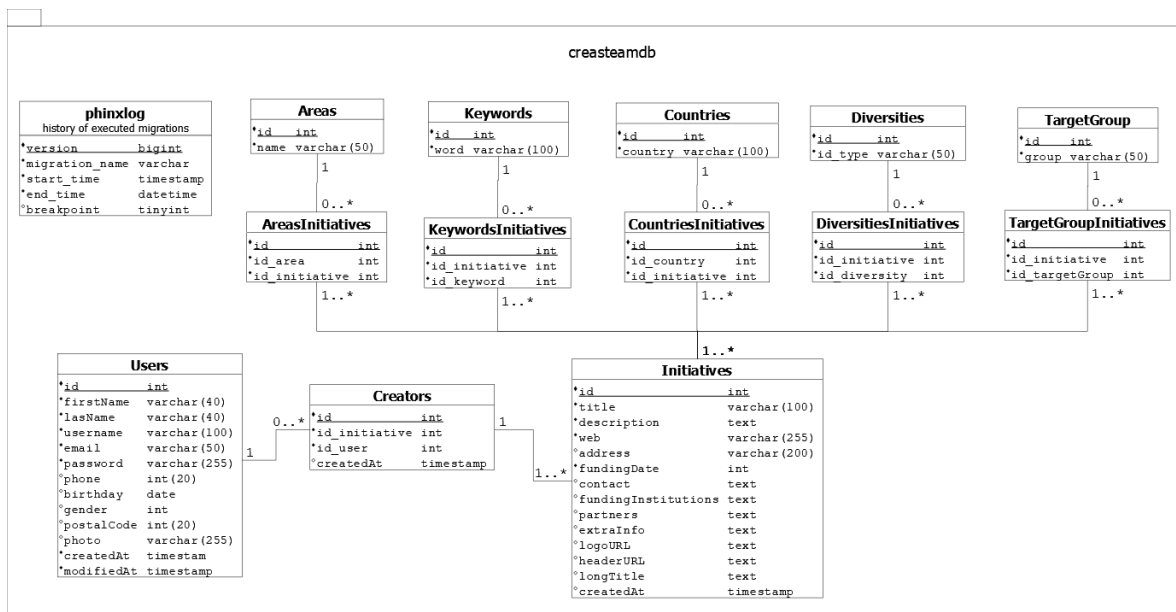 creasteamdb
phinxlog
history of executed migrations
version bigint
migration_name varchar
start_time timestamp
end_time datetime
breakpoint tinyint
Areas
id int
name varchar(50)
1
0..*
AreasInitiatives
id int
id_area int
id_initiative int
1..*
Keywords
id int
word varchar(100)
1
0..*
KeywordsInitiatives
id int
id_initiative int
id_keyword int
1..*
Countries
id int
country varchar(100)
1
0..*
CountriesInitiatives
id int
id_country int
id_initiative int
1..*
Diversities
id int
id_type varchar(50)
1
0..*
DiversitiesInitiatives
id int
id_initiative int
id_diversity int
1..*
TargetGroup
id int
group varchar(50)
1
0..*
TargetGroupInitiatives
id int
id_initiative int
id_targetGroup int
1..*
1..*
Users
id int
firstName varchar(40)
lasName varchar(40)
username varchar(100)
email varchar(50)
password varchar(255)
phone int(20)
birthday date
gender int
postalCode int(20)
photo varchar(255)
createdAt timestam
modifiedAt timestamp
1
0..*
Creators
id int
id_initiative int
id_user int
createdAt timestamp
1
1..*
Initiatives
id int
title varchar(100)
description text
web varchar(255)
address varchar(200)
fundingDate int
contact text
fundingInstitutions text
partners text
extraInfo text
logoURL text
headerURL text
longTitle text
createdAt timestamp